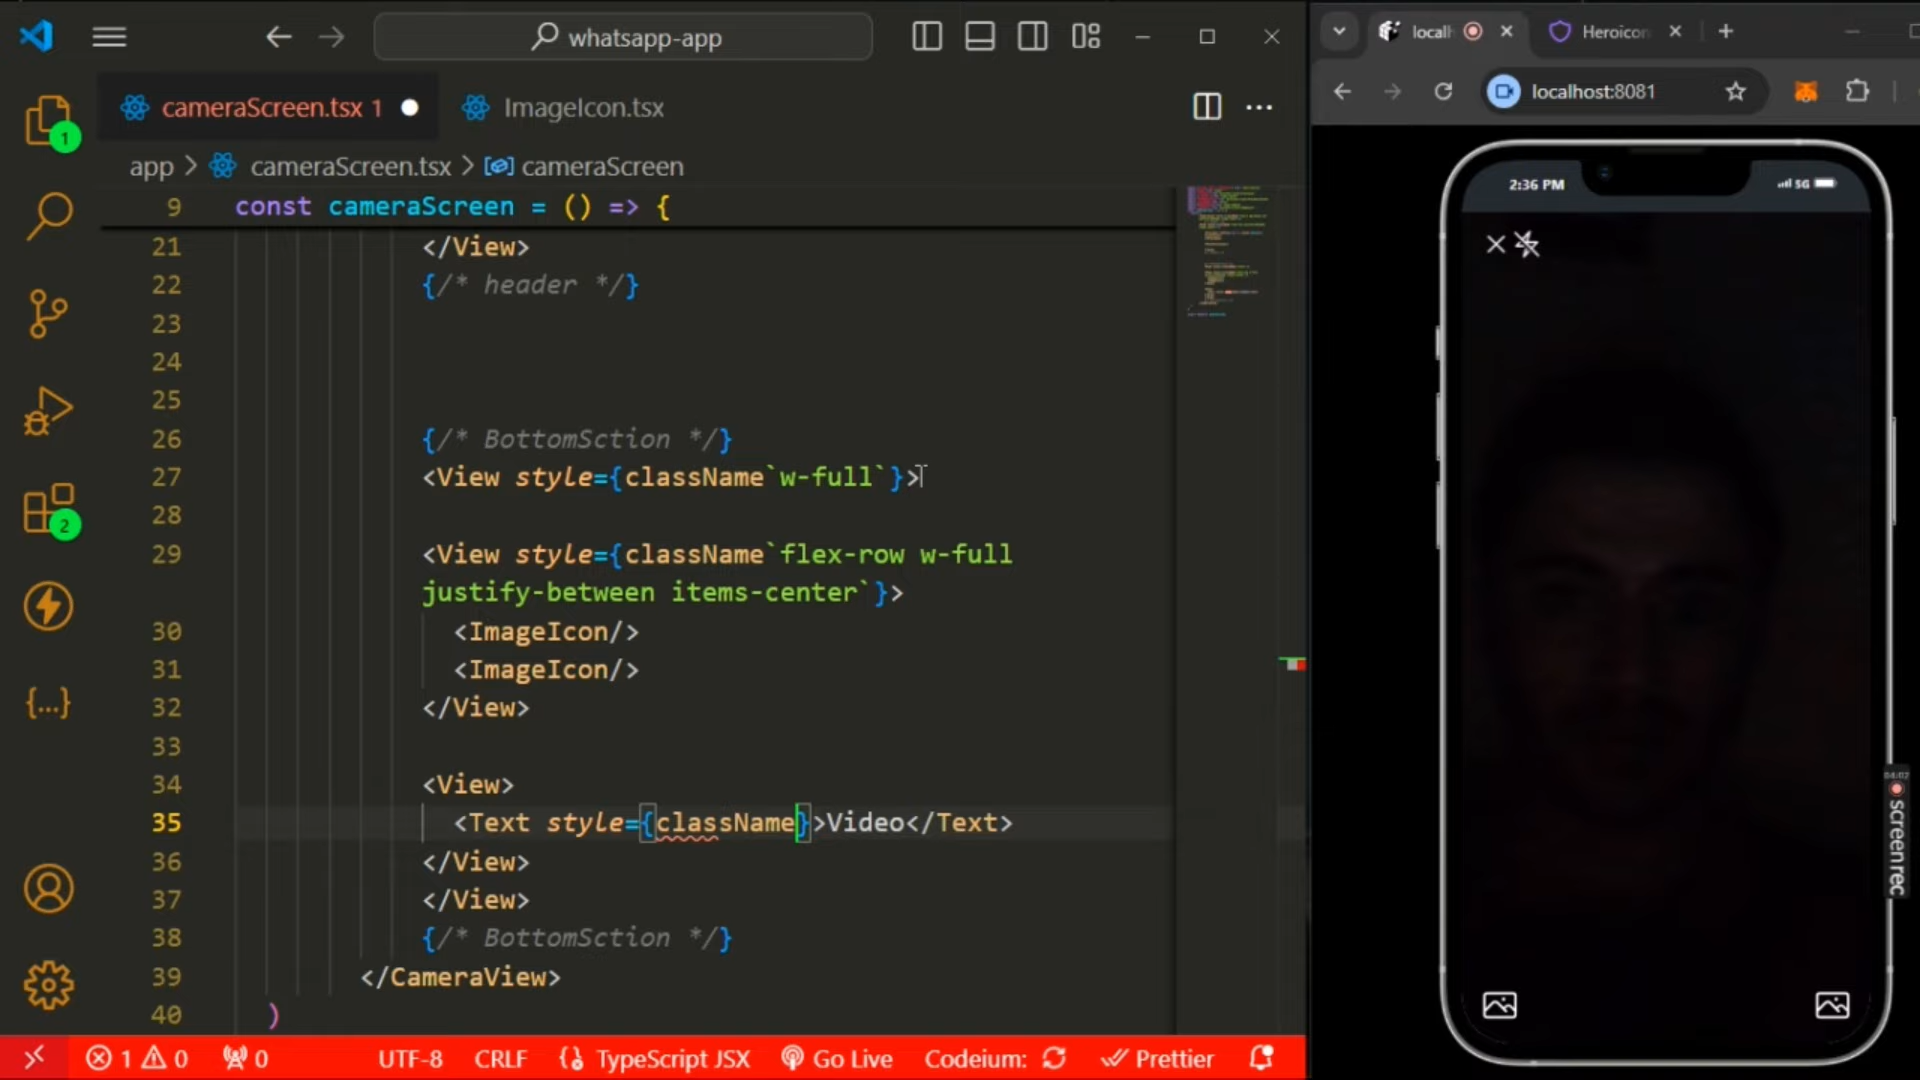 whatsapp-app
cameraScreen.tsx 1
ImageIcon.tsx
app > cameraScreen.tsx > cameraScreen
9 const cameraScreen = () => {
21 </View>
22 {/* header */}
23
24
25
26 {/* BottomSction */}
27 <View style={className`w-full`}>
28
29 <View style={className`flex-row w-full
justify-between items-center`}>
30 <ImageIcon/>
31 <ImageIcon/>
32 </View>
33
34 <View>
35 <Text style={className}>Video</Text>
36 </View>
37 </View>
38 {/* BottomSction */}
39 </CameraView>
40 )
1
2
{...}
1 0 0 UTF-8 CRLF TypeScript JSX Go Live Codeium: Prettier
Heroicon
localhost:8081
2:36 PM
5G
screenrec